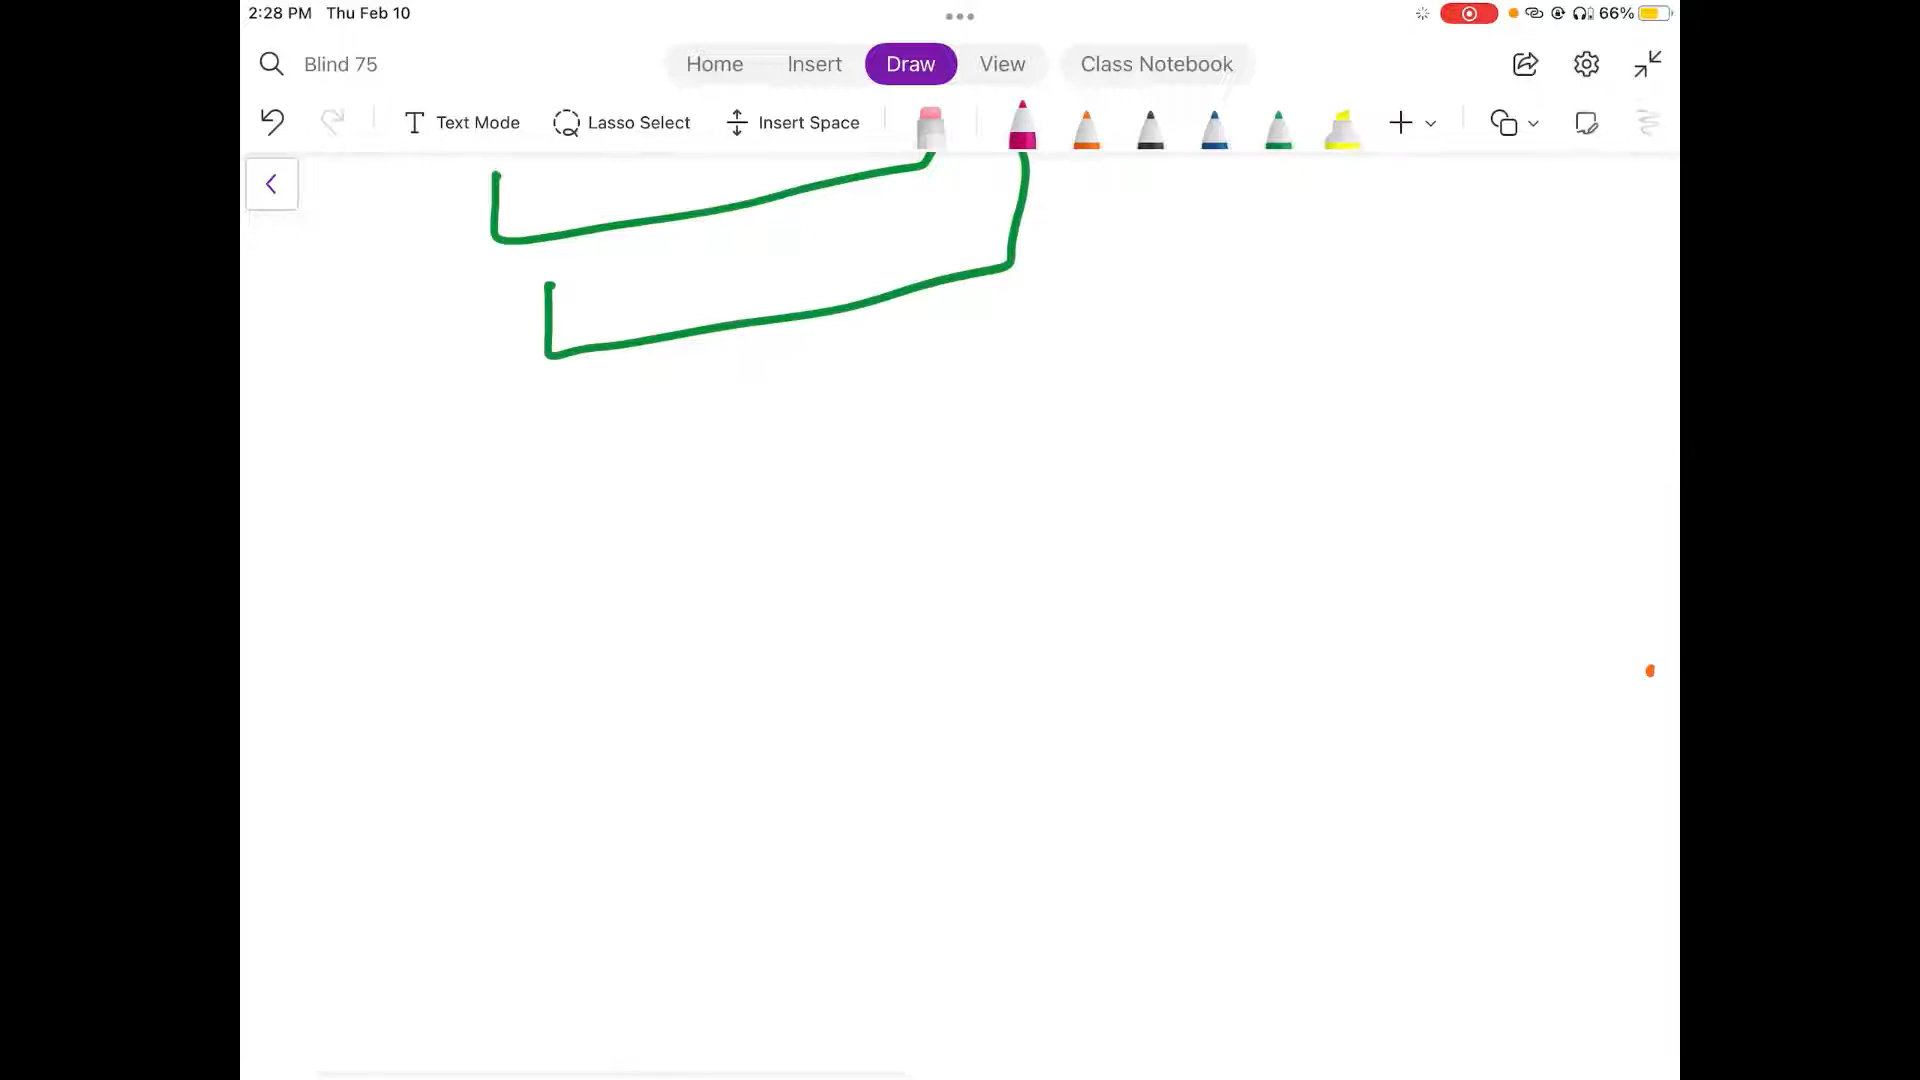 2:28 PM Thu Feb 10
66%
Blind 75
Home Insert Draw View Class Notebook
Text Mode Lasso Select Insert Space